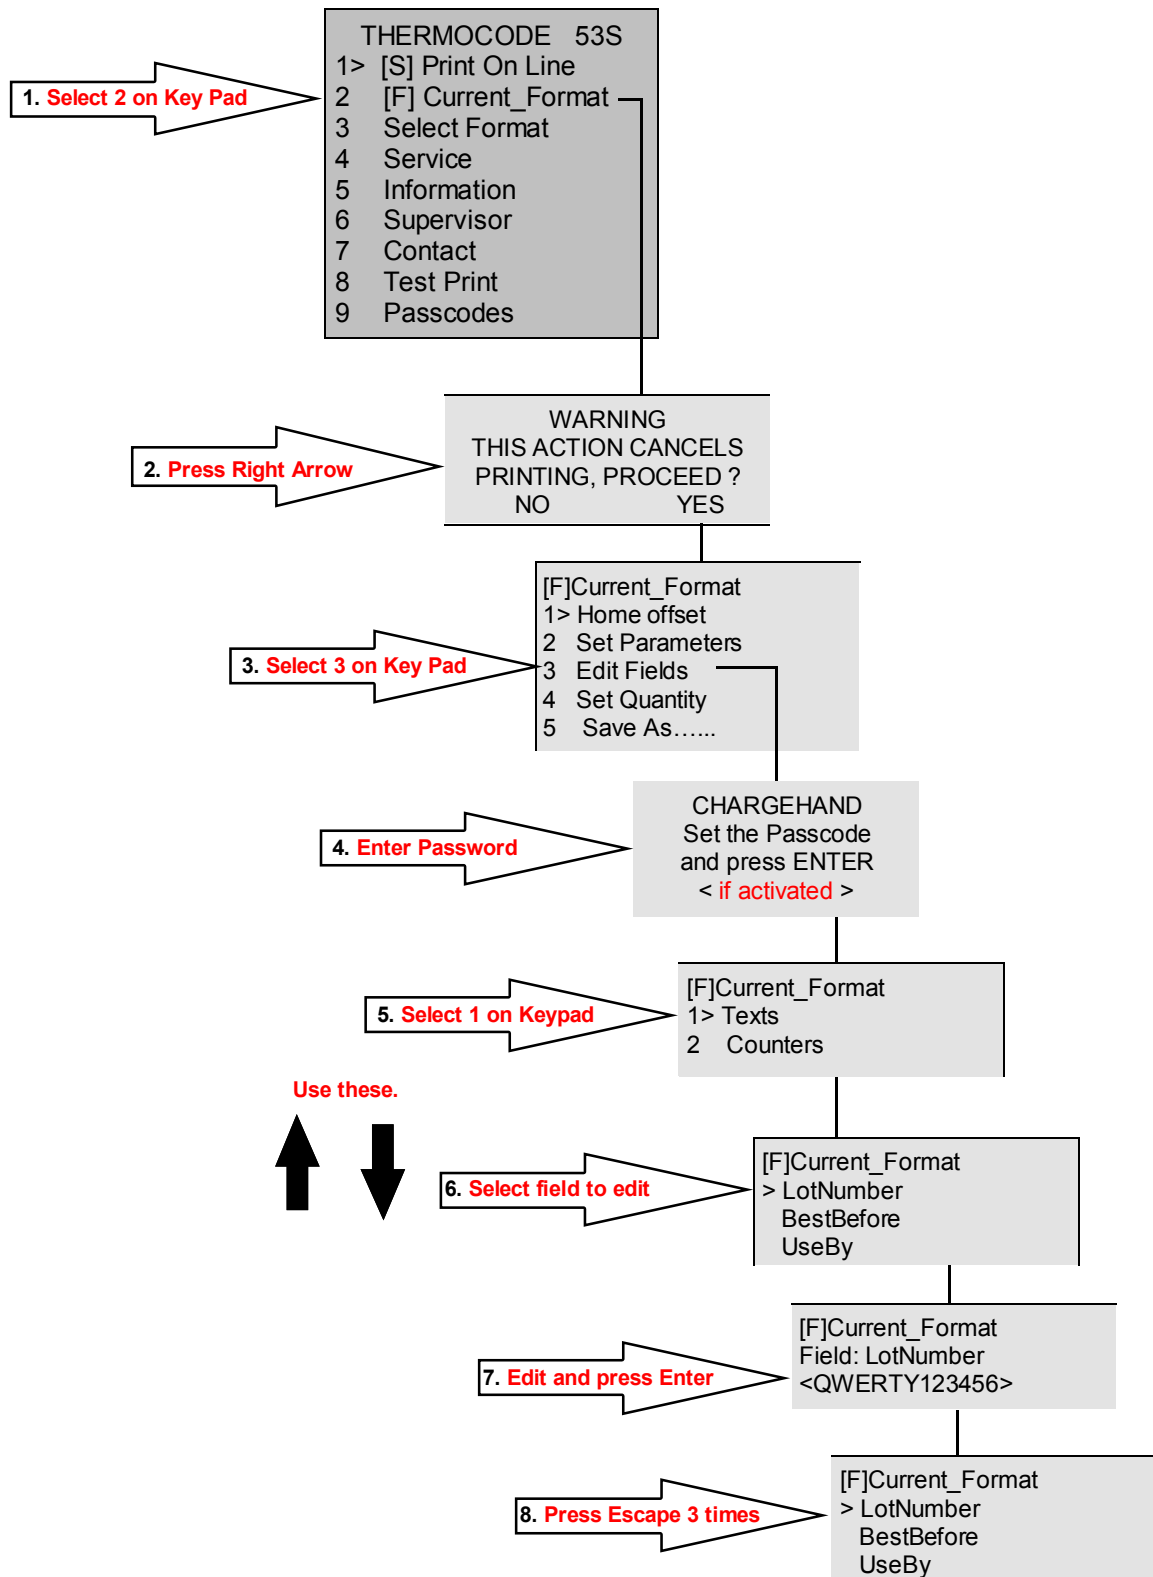 THERMOCODE 53S
1> [S] Print On Line
2 [F] Current_Format
3 Select Format
4 Service
5 Information
6 Supervisor
7 Contact
8 Test Print
9 Passcodes
1. Select 2 on Key Pad
WARNING
THIS ACTION CANCELS
PRINTING, PROCEED ?
NO YES
2. Press Right Arrow
[F]Current_Format
1> Home offset
2 Set Parameters
3 Edit Fields
4 Set Quantity
5 Save As…...
3. Select 3 on Key Pad
CHARGEHAND
Set the Passcode
and press ENTER
< if activated >
4. Enter Password
[F]Current_Format
1> Texts
2 Counters
5. Select 1 on Keypad
Use these.
[F]Current_Format
> LotNumber
BestBefore
UseBy
6. Select field to edit
[F]Current_Format
Field: LotNumber
<QWERTY123456>
7. Edit and press Enter
[F]Current_Format
> LotNumber
BestBefore
UseBy
8. Press Escape 3 times